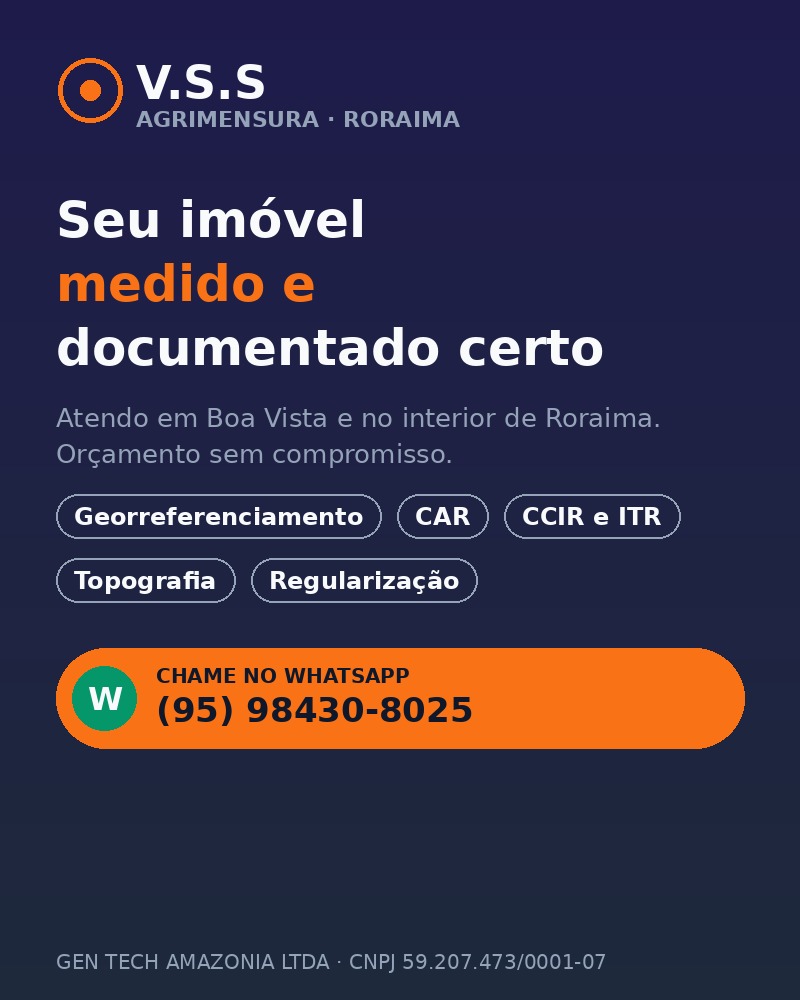 V.S.S
AGRIMENSURA · RORAIMA
Seu imóvel
medido e
documentado certo
Atendo em Boa Vista e no interior de Roraima.
Orçamento sem compromisso.
Georreferenciamento CAR CCIR e ITR
Topografia Regularização
W
CHAME NO WHATSAPP
(95) 98430-8025
GEN TECH AMAZONIA LTDA · CNPJ 59.207.473/0001-07